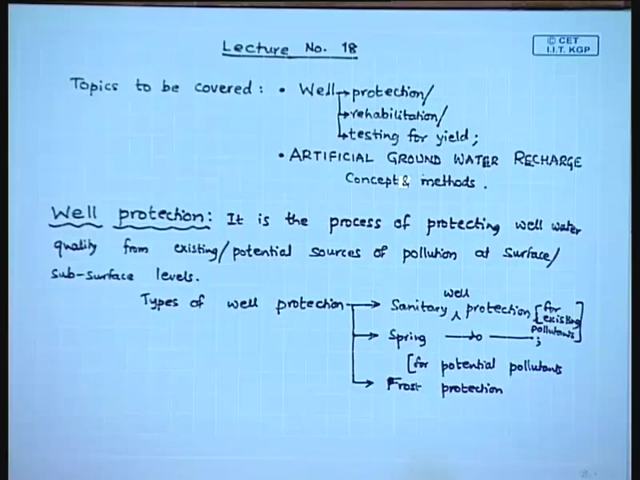 Lecture No. 18
© CET
I.I.T. KGP
Topics to be covered : • Well → protection/
→ rehabilitation/
→ testing for yield;
• ARTIFICIAL GROUND WATER RECHARGE
Concept & methods.
Well protection: It is the process of protecting well water
quality from existing/potential sources of pollution at surface/
sub-surface levels.
Types of well protection → Sanitary well protection [for existing pollutants]
→ Spring —do— ;
[for potential pollutants
→ Frost protection